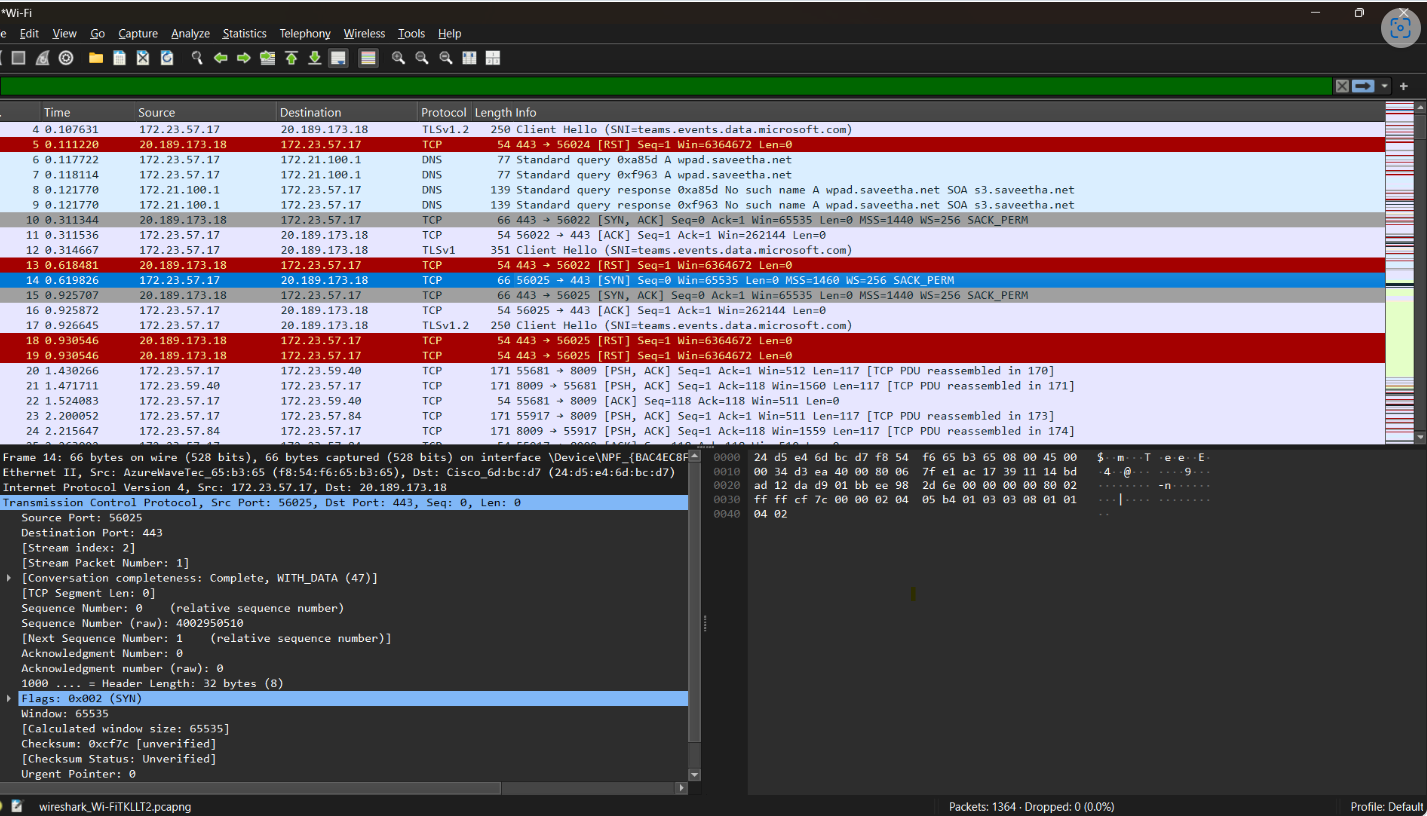 *Wi-Fi
e Edit View Go Capture Analyze Statistics Telephony Wireless Tools Help
. Time Source Destination Protocol Length Info
4 0.107631 172.23.57.17 20.189.173.18 TLSv1.2 250 Client Hello (SNI=teams.events.data.microsoft.com)
5 0.111220 20.189.173.18 172.23.57.17 TCP 54 443 → 56024 [RST] Seq=1 Win=6364672 Len=0
6 0.117722 172.23.57.17 172.21.100.1 DNS 77 Standard query 0xa85d A wpad.saveetha.net
7 0.118114 172.23.57.17 172.21.100.1 DNS 77 Standard query 0xf963 A wpad.saveetha.net
8 0.121770 172.21.100.1 172.23.57.17 DNS 139 Standard query response 0xa85d No such name A wpad.saveetha.net SOA s3.saveetha.net
9 0.121770 172.21.100.1 172.23.57.17 DNS 139 Standard query response 0xf963 No such name A wpad.saveetha.net SOA s3.saveetha.net
10 0.311344 20.189.173.18 172.23.57.17 TCP 66 443 → 56022 [SYN, ACK] Seq=0 Ack=1 Win=65535 Len=0 MSS=1440 WS=256 SACK_PERM
11 0.311536 172.23.57.17 20.189.173.18 TCP 54 56022 → 443 [ACK] Seq=1 Ack=1 Win=262144 Len=0
12 0.314667 172.23.57.17 20.189.173.18 TLSv1 351 Client Hello (SNI=teams.events.data.microsoft.com)
13 0.618481 20.189.173.18 172.23.57.17 TCP 54 443 → 56022 [RST] Seq=1 Win=6364672 Len=0
14 0.619826 172.23.57.17 20.189.173.18 TCP 66 56025 → 443 [SYN] Seq=0 Win=65535 Len=0 MSS=1460 WS=256 SACK_PERM
15 0.925707 20.189.173.18 172.23.57.17 TCP 66 443 → 56025 [SYN, ACK] Seq=0 Ack=1 Win=65535 Len=0 MSS=1440 WS=256 SACK_PERM
16 0.925872 172.23.57.17 20.189.173.18 TCP 54 56025 → 443 [ACK] Seq=1 Ack=1 Win=262144 Len=0
17 0.926645 172.23.57.17 20.189.173.18 TLSv1.2 250 Client Hello (SNI=teams.events.data.microsoft.com)
18 0.930546 20.189.173.18 172.23.57.17 TCP 54 443 → 56025 [RST] Seq=1 Win=6364672 Len=0
19 0.930546 20.189.173.18 172.23.57.17 TCP 54 443 → 56025 [RST] Seq=1 Win=6364672 Len=0
20 1.430266 172.23.57.17 172.23.59.40 TCP 171 55681 → 8009 [PSH, ACK] Seq=1 Ack=1 Win=512 Len=117 [TCP PDU reassembled in 170]
21 1.471711 172.23.59.40 172.23.57.17 TCP 171 8009 → 55681 [PSH, ACK] Seq=1 Ack=118 Win=1560 Len=117 [TCP PDU reassembled in 171]
22 1.524083 172.23.57.17 172.23.59.40 TCP 54 55681 → 8009 [ACK] Seq=118 Ack=118 Win=511 Len=0
23 2.200052 172.23.57.17 172.23.57.84 TCP 171 55917 → 8009 [PSH, ACK] Seq=1 Ack=1 Win=511 Len=117 [TCP PDU reassembled in 173]
24 2.215647 172.23.57.84 172.23.57.17 TCP 171 8009 → 55917 [PSH, ACK] Seq=1 Ack=118 Win=1559 Len=117 [TCP PDU reassembled in 174]
Frame 14: 66 bytes on wire (528 bits), 66 bytes captured (528 bits) on interface \Device\NPF_{BAC4EC8F
Ethernet II, Src: AzureWaveTec_65:b3:65 (f8:54:f6:65:b3:65), Dst: Cisco_6d:bc:d7 (24:d5:e4:6d:bc:d7)
Internet Protocol Version 4, Src: 172.23.57.17, Dst: 20.189.173.18
Transmission Control Protocol, Src Port: 56025, Dst Port: 443, Seq: 0, Len: 0
Source Port: 56025
Destination Port: 443
[Stream index: 2]
[Stream Packet Number: 1]
[Conversation completeness: Complete, WITH_DATA (47)]
[TCP Segment Len: 0]
Sequence Number: 0 (relative sequence number)
Sequence Number (raw): 4002950510
[Next Sequence Number: 1 (relative sequence number)]
Acknowledgment Number: 0
Acknowledgment number (raw): 0
1000 .... = Header Length: 32 bytes (8)
Flags: 0x002 (SYN)
Window: 65535
[Calculated window size: 65535]
Checksum: 0xcf7c [unverified]
[Checksum Status: Unverified]
Urgent Pointer: 0
0000 24 d5 e4 6d bc d7 f8 54 f6 65 b3 65 08 00 45 00 $··m···T ·e·e··E·
0010 00 34 d3 ea 40 00 80 06 7f e1 ac 17 39 11 14 bd ·4··@··· ····9···
0020 ad 12 da d9 01 bb ee 98 2d 6e 00 00 00 00 80 02 ········ -n······
0030 ff ff cf 7c 00 00 02 04 05 b4 01 03 03 08 01 01 ···|···· ········
0040 04 02 ··
wireshark_Wi-FiTKLLT2.pcapng
Packets: 1364 · Dropped: 0 (0.0%)
Profile: Default